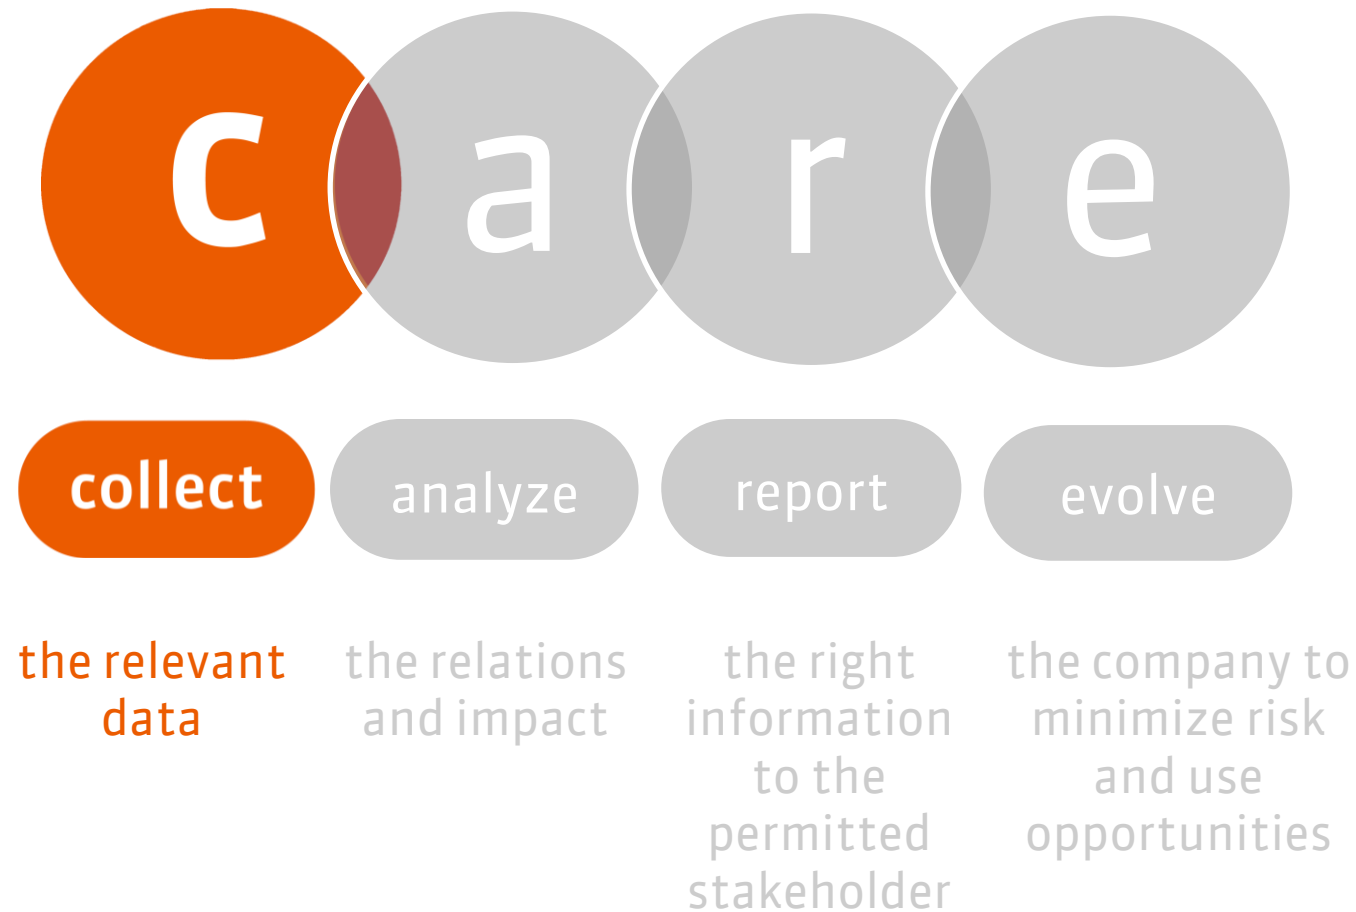 c a r e
collect
analyze
report
evolve
the relevant
data
the relations
and impact
the right
information
to the
permitted
stakeholder
the company to
minimize risk
and use
opportunities